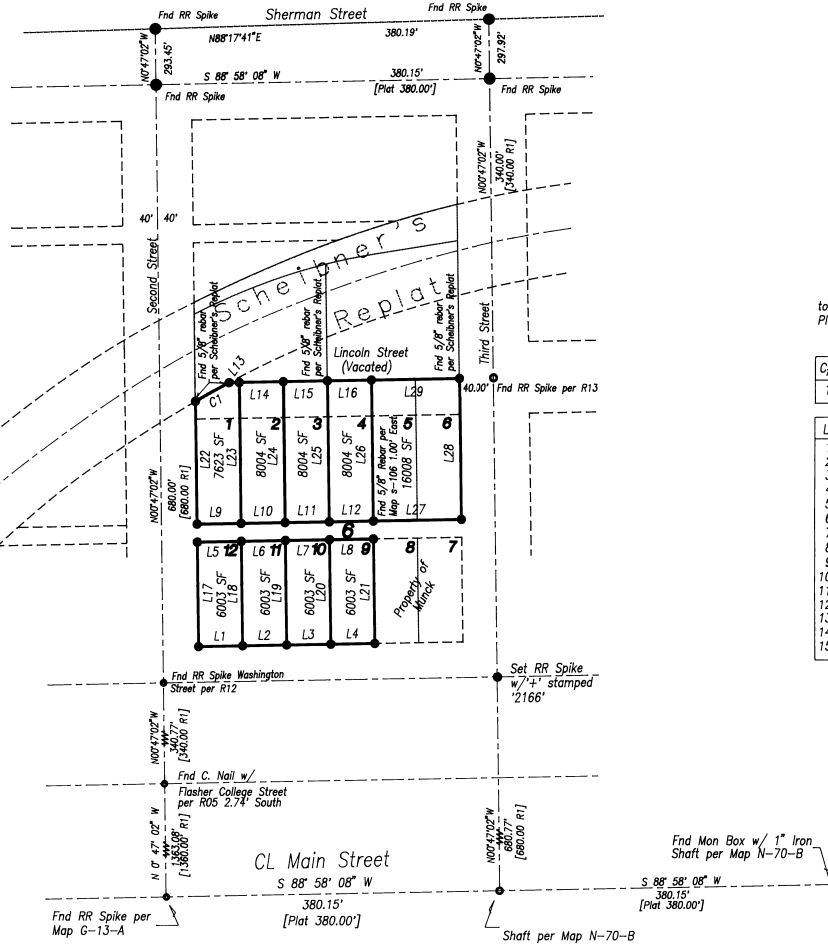 Fnd RR Spike
Sherman Street
Fnd RR Spike
N88°17'41"E
380.19'
N0°47'02"W
293.45'
N0°47'02"W
297.92'
S 88° 58' 08" W
380.15'
[Plat 380.00']
Fnd RR Spike
Fnd RR Spike
N00°47'02"W
340.00'
[340.00 R1]
40'
40'
Second Street
Scheibner's
Replat
Third Street
Fnd 5/8" rebar
per Scheibner's Replat
Fnd 5/8" rebar
per Scheibner's Replat
Fnd 5/8" rebar
per Scheibner's Replat
Lincoln Street
(Vacated)
L13
C1
L14
L15
L16
L29
40.00'
Fnd RR Spike per R13
1
2
3
4
5
6
L22
7623 SF
L23
8004 SF
L24
8004 SF
L25
8004 SF
L26
Fnd 5/8" Rebar per
Map s-106 1.00' East
16008 SF
L28
N00°47'02"W
680.00'
[680.00 R1]
L9
L10
L11
L12
L27
6
L5
12
L6
11
L7
10
L8
9
8
7
L17
6003 SF
L18
6003 SF
L19
6003 SF
L20
6003 SF
L21
Property of
Munck
L1
L2
L3
L4
Fnd RR Spike Washington
Street per R12
Set RR Spike
w/'+' stamped
'2166'
N00°47'02"W
340.77'
[340.00 R1]
Fnd C. Nail w/
Flasher College Street
per R05 2.74' South
N 0° 47' 02" W
1363.08'
[1360.00' R1]
N00°47'02"W
680.77'
[680.00 R1]
CL Main Street
S 88° 58' 08" W
380.15'
[Plat 380.00']
Fnd Mon Box w/ 1" Iron
Shaft per Map N-70-B
S 88° 58' 08" W
380.15'
[Plat 380.00']
Fnd RR Spike per
Map G-13-A
Shaft per Map N-70-B
to
Pl
L
10
11
12
13
14
15